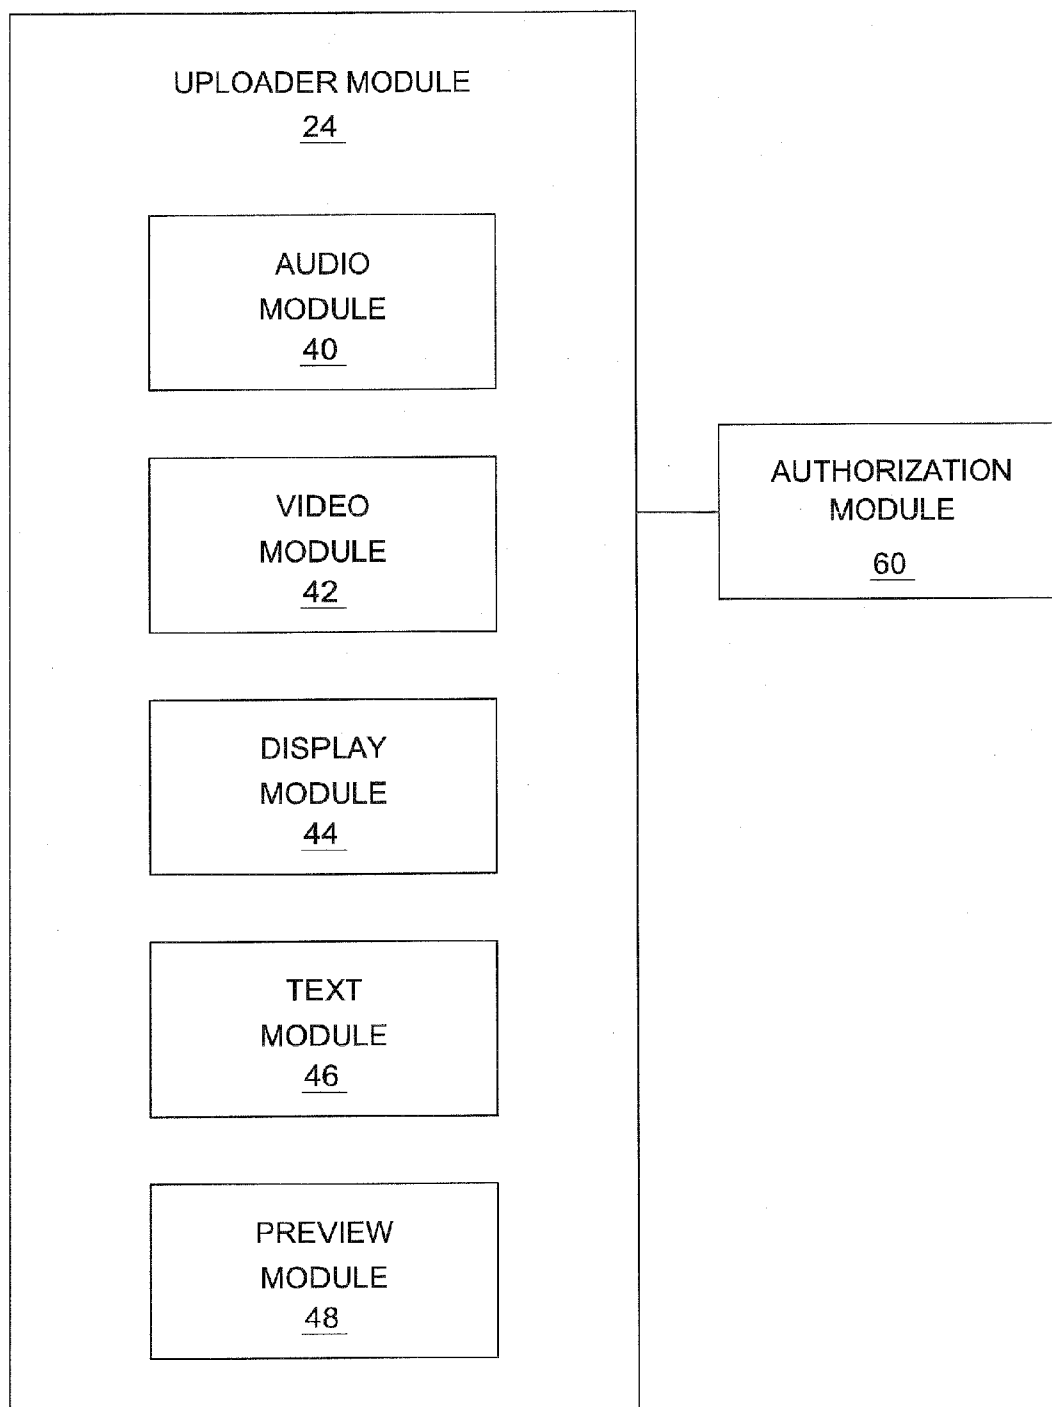 UPLOADER MODULE
24
AUDIO
MODULE
40
VIDEO
MODULE
42
DISPLAY
MODULE
44
TEXT
MODULE
46
PREVIEW
MODULE
48
AUTHORIZATION
MODULE
60